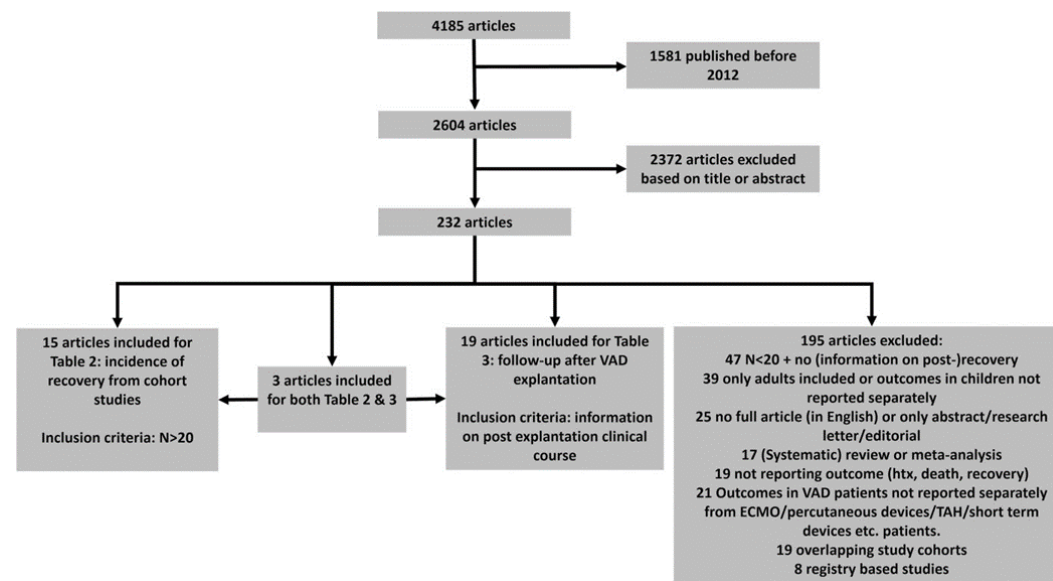 4185 articles
1581 published before
2012
2604 articles
2372 articles excluded
based on title or abstract
232 articles
15 articles included for
Table 2: incidence of
recovery from cohort
studies
Inclusion criteria: N>20
3 articles included
for both Table 2 & 3
19 articles included for Table
3: follow-up after VAD
explantation
Inclusion criteria: information
on post explantation clinical
course
195 articles excluded:
47 N<20 + no (information on post-)recovery
39 only adults included or outcomes in children not
reported separately
25 no full article (in English) or only abstract/research
letter/editorial
17 (Systematic) review or meta-analysis
19 not reporting outcome (htx, death, recovery)
21 Outcomes in VAD patients not reported separately
from ECMO/percutaneous devices/TAH/short term
devices etc. patients.
19 overlapping study cohorts
8 registry based studies